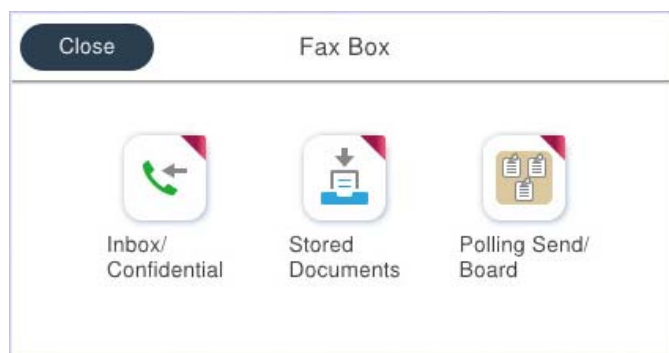 Close
Fax Box
Inbox/
Confidential
Stored
Documents
Polling Send/
Board